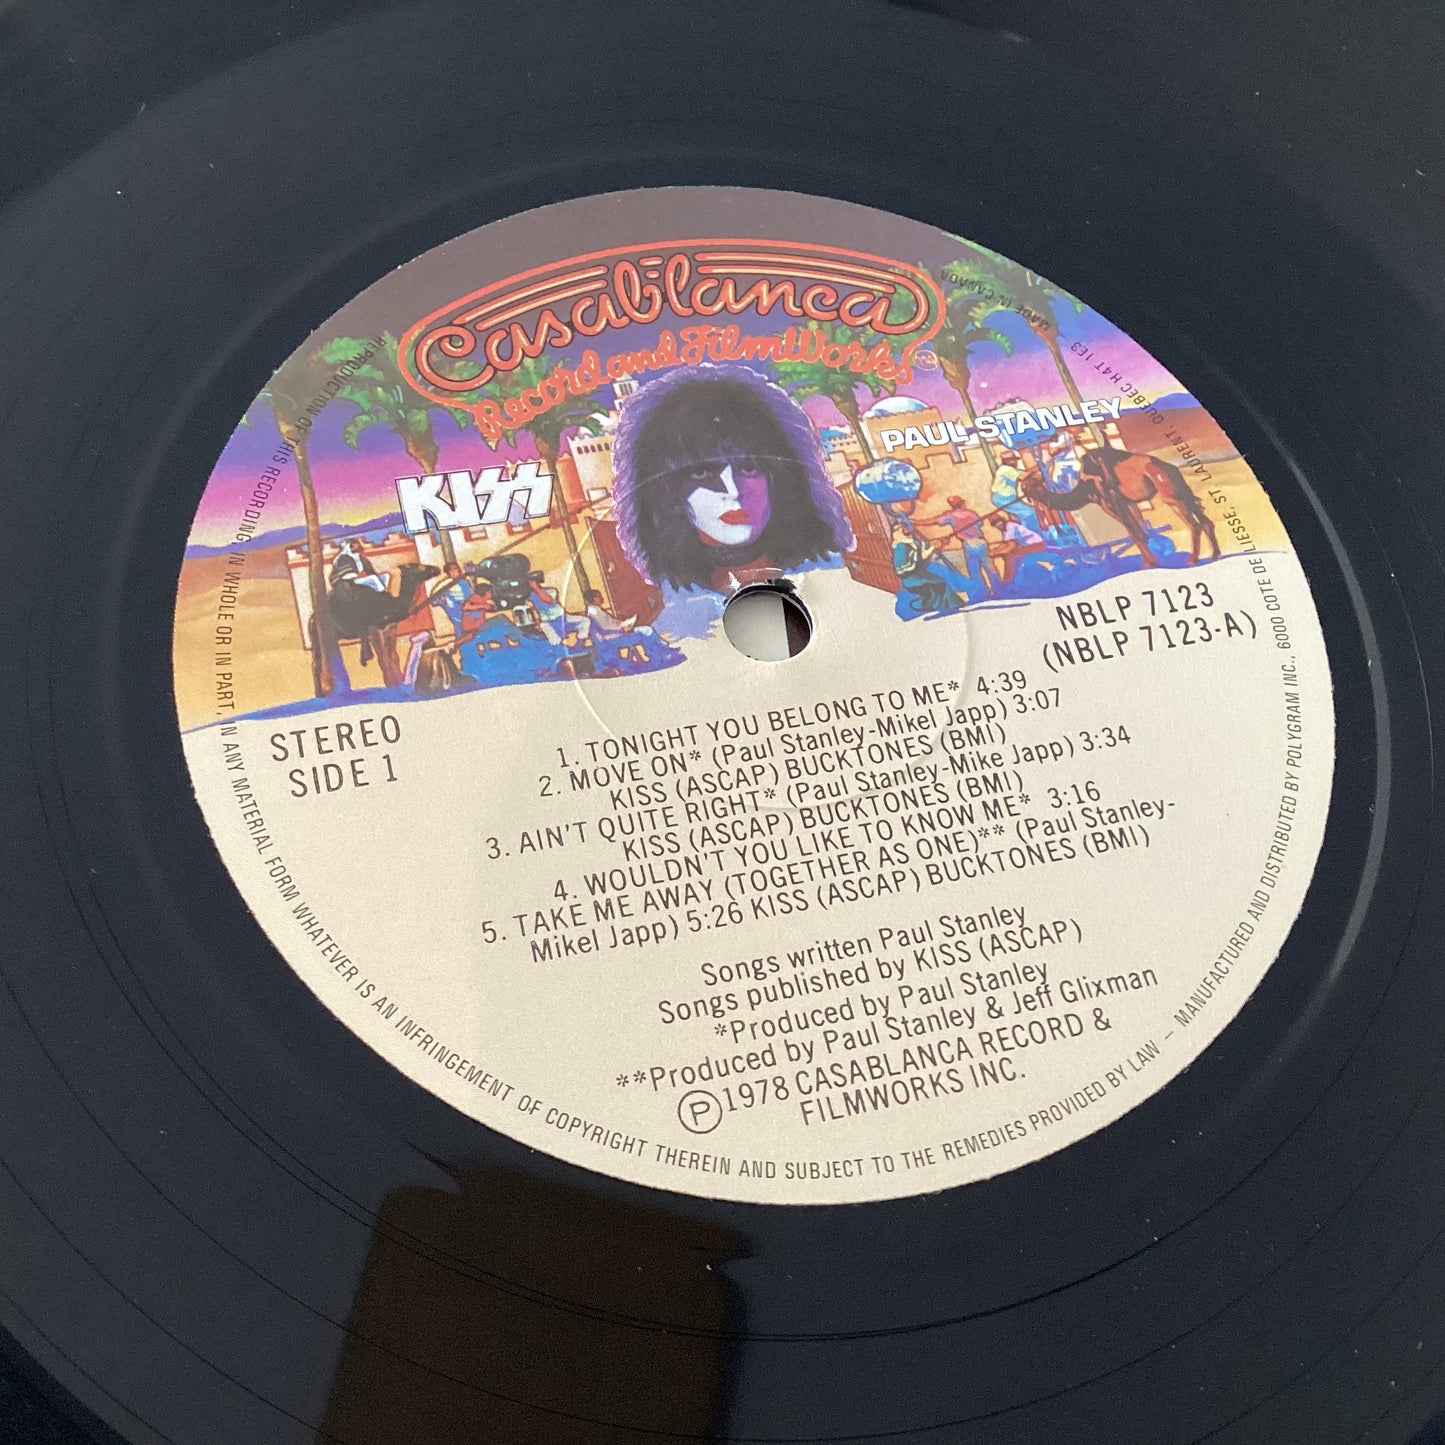 Casablanca
Record and FilmWorks
KISS
PAUL STANLEY
NBLP 7123
(NBLP 7123-A)
STEREO
SIDE 1
1. TONIGHT YOU BELONG TO ME* 4:39
2. MOVE ON* (Paul Stanley-Mikel Japp) 3:07
KISS (ASCAP) BUCKTONES (BMI)
3. AIN'T QUITE RIGHT* (Paul Stanley-Mike Japp) 3:34
KISS (ASCAP) BUCKTONES (BMI)
4. WOULDN'T YOU LIKE TO KNOW ME* 3:16
5. TAKE ME AWAY (TOGETHER AS ONE)** (Paul Stanley-
Mikel Japp) 5:26 KISS (ASCAP) BUCKTONES (BMI)
Songs written Paul Stanley
Songs published by KISS (ASCAP)
*Produced by Paul Stanley
**Produced by Paul Stanley & Jeff Glixman
Ⓟ1978 CASABLANCA RECORD &
FILMWORKS INC.
REPRODUCTION OF THIS RECORDING, IN WHOLE OR IN PART, IN ANY MATERIAL FORM WHATEVER IS AN INFRINGEMENT OF COPYRIGHT THEREIN AND SUBJECT TO THE REMEDIES PROVIDED BY LAW – MANUFACTURED AND DISTRIBUTED BY POLYGRAM INC., 6000 COTE DE LIESSE, ST. LAURENT, QUEBEC H4T 1E3
MADE IN CANADA